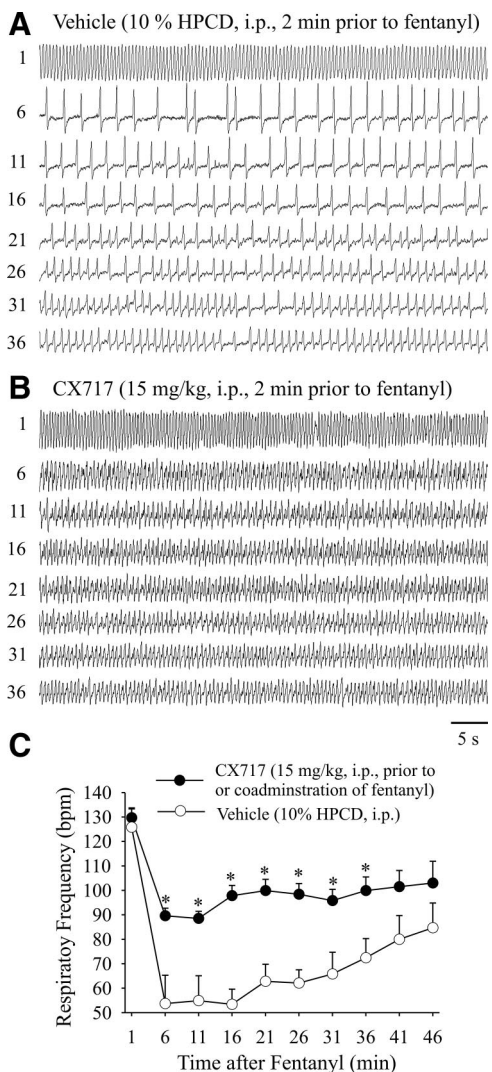 A Vehicle (10 % HPCD, i.p., 2 min prior to fentanyl)
1
6
11
16
21
26
31
36
B CX717 (15 mg/kg, i.p., 2 min prior to fentanyl)
1
6
11
16
21
26
31
36
5 s
C
CX717 (15 mg/kg, i.p., prior to
or coadminstration of fentanyl)
Vehicle (10% HPCD, i.p.)
Respiratoy Frequency (bpm)
140
130
120
110
100
90
80
70
60
50
* * * * * * *
1 6 11 16 21 26 31 36 41 46
Time after Fentanyl (min)